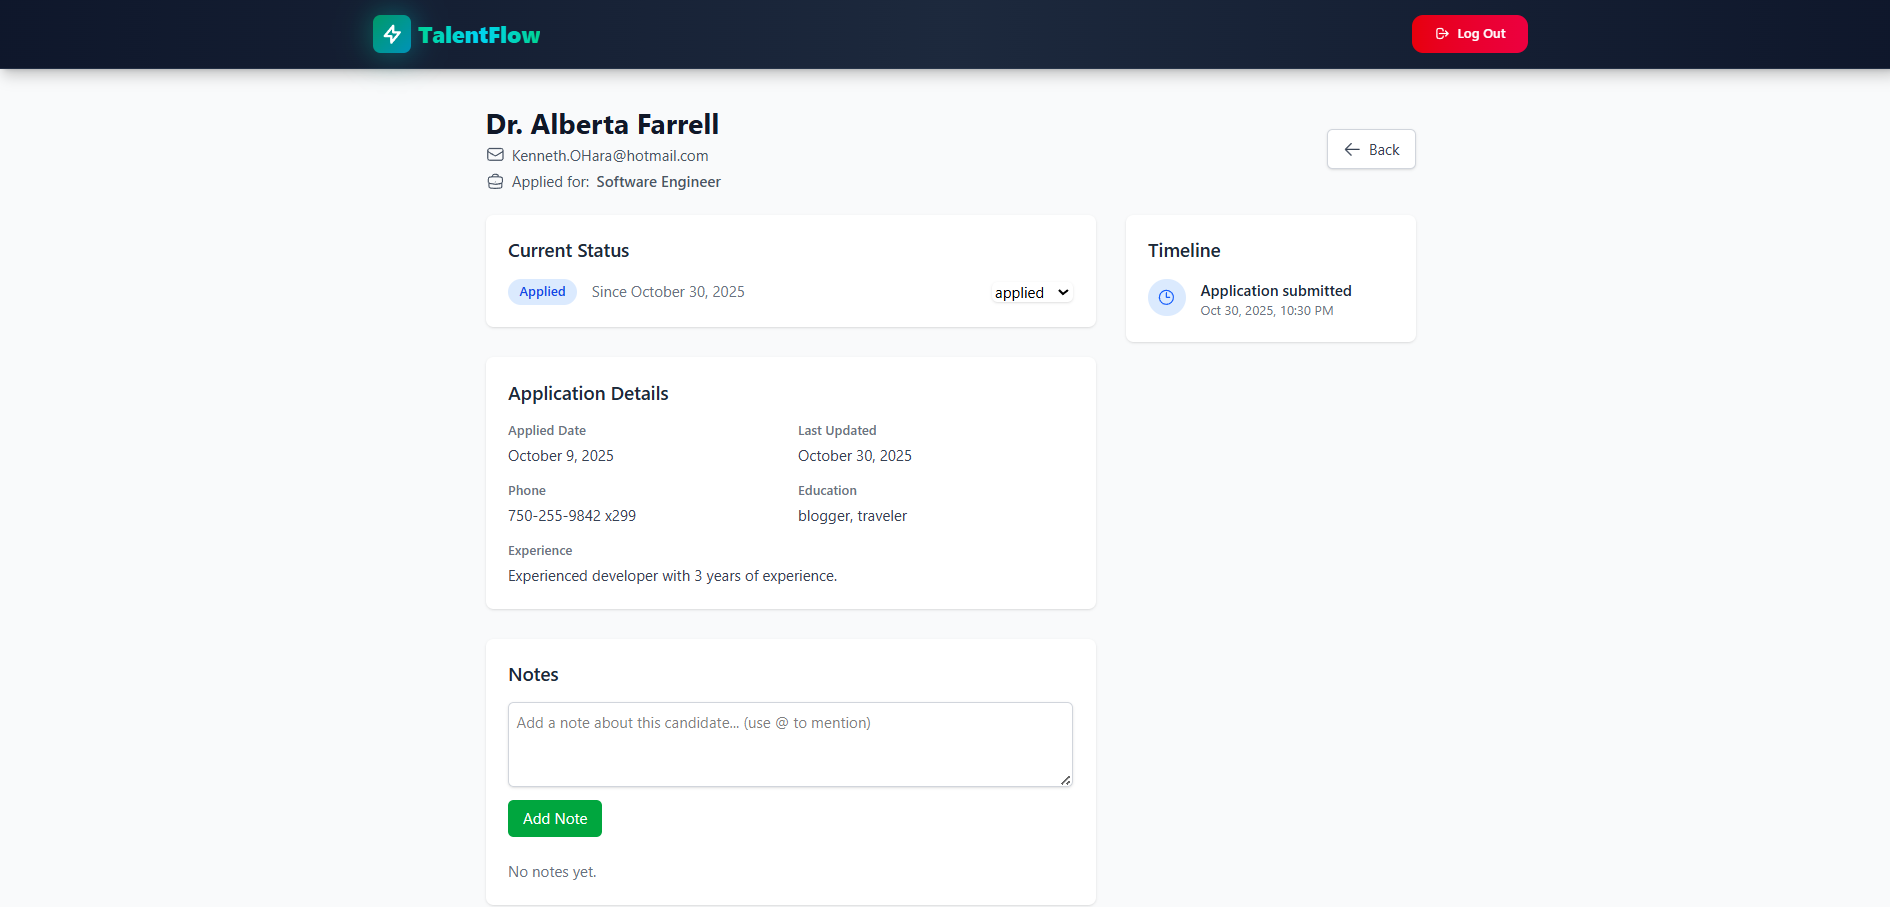 TalentFlow
Log Out
Dr. Alberta Farrell
Kenneth.OHara@hotmail.com
Applied for: Software Engineer
Back
Current Status
Applied Since October 30, 2025 applied
Timeline
Application submitted
Oct 30, 2025, 10:30 PM
Application Details
Applied Date Last Updated
October 9, 2025 October 30, 2025
Phone Education
750-255-9842 x299 blogger, traveler
Experience
Experienced developer with 3 years of experience.
Notes
Add a note about this candidate... (use @ to mention)
Add Note
No notes yet.